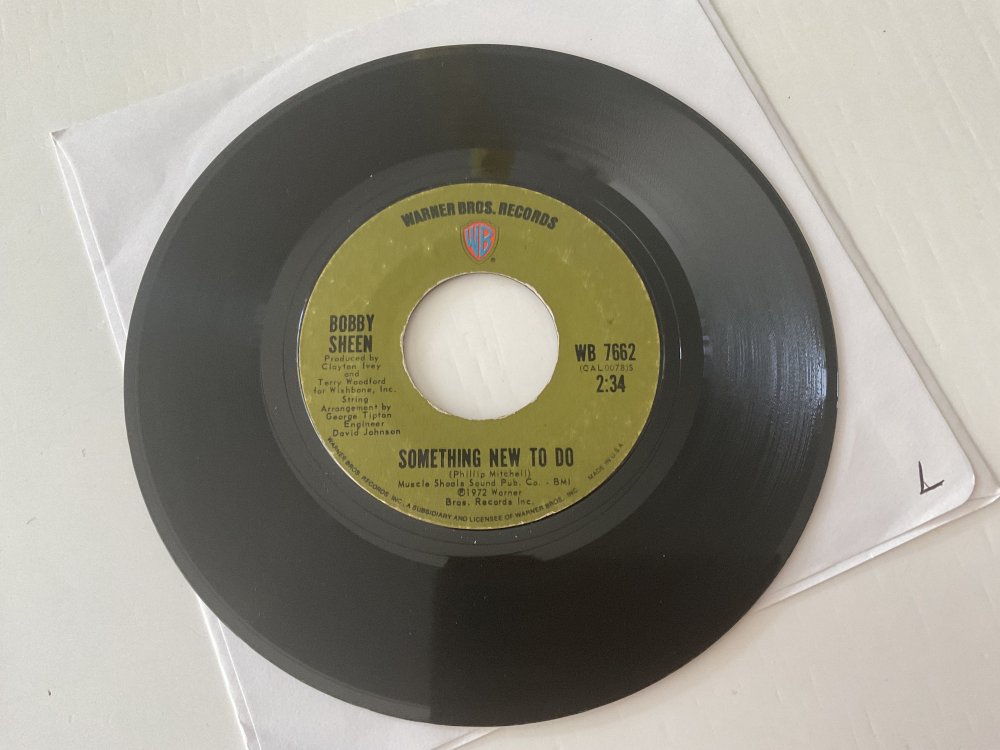 WARNER BROS. RECORDS
WB
®
BOBBY
SHEEN
Produced by
Clayton Ivey
and
Terry Woodford
for Wishbone, Inc.
String
Arrangement by
George Tipton
Engineer
David Johnson
WB 7662
(CAL0078)S
2:34
SOMETHING NEW TO DO
(Phillip Mitchell)
Muscle Shoals Sound Pub. Co. - BMI
℗1972 Warner
Bros. Records Inc.
WARNER BROS. RECORDS INC., A SUBSIDIARY AND LICENSEE OF WARNER BROS., INC. MADE IN U.S.A.
L